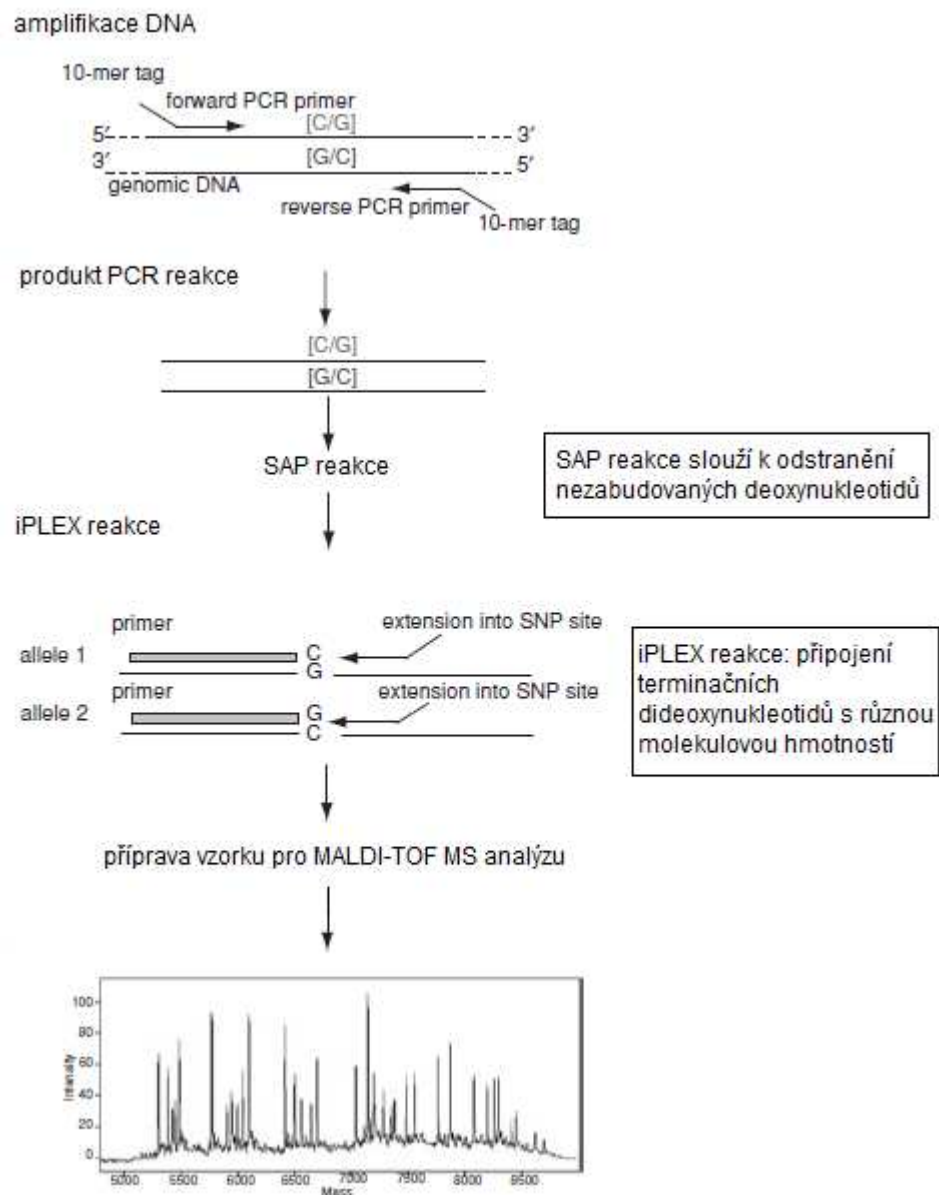 amplifikace DNA
10-mer tag
forward PCR primer
[C/G]
5′
3′
[G/C]
3′
5′
genomic DNA
reverse PCR primer
10-mer tag
produkt PCR reakce
[C/G]
[G/C]
SAP reakce
SAP reakce slouží k odstranění
nezabudovaných deoxynukleotidů
iPLEX reakce
primer
extension into SNP site
allele 1
C
G
primer
extension into SNP site
allele 2
G
C
iPLEX reakce: připojení
terminačních
dideoxynukleotidů s různou
molekulovou hmotností
příprava vzorku pro MALDI-TOF MS analýzu
100
80
60
40
20
0
Intensity
5000 5500 6000 6500 7000 7500 8000 8500
Mass